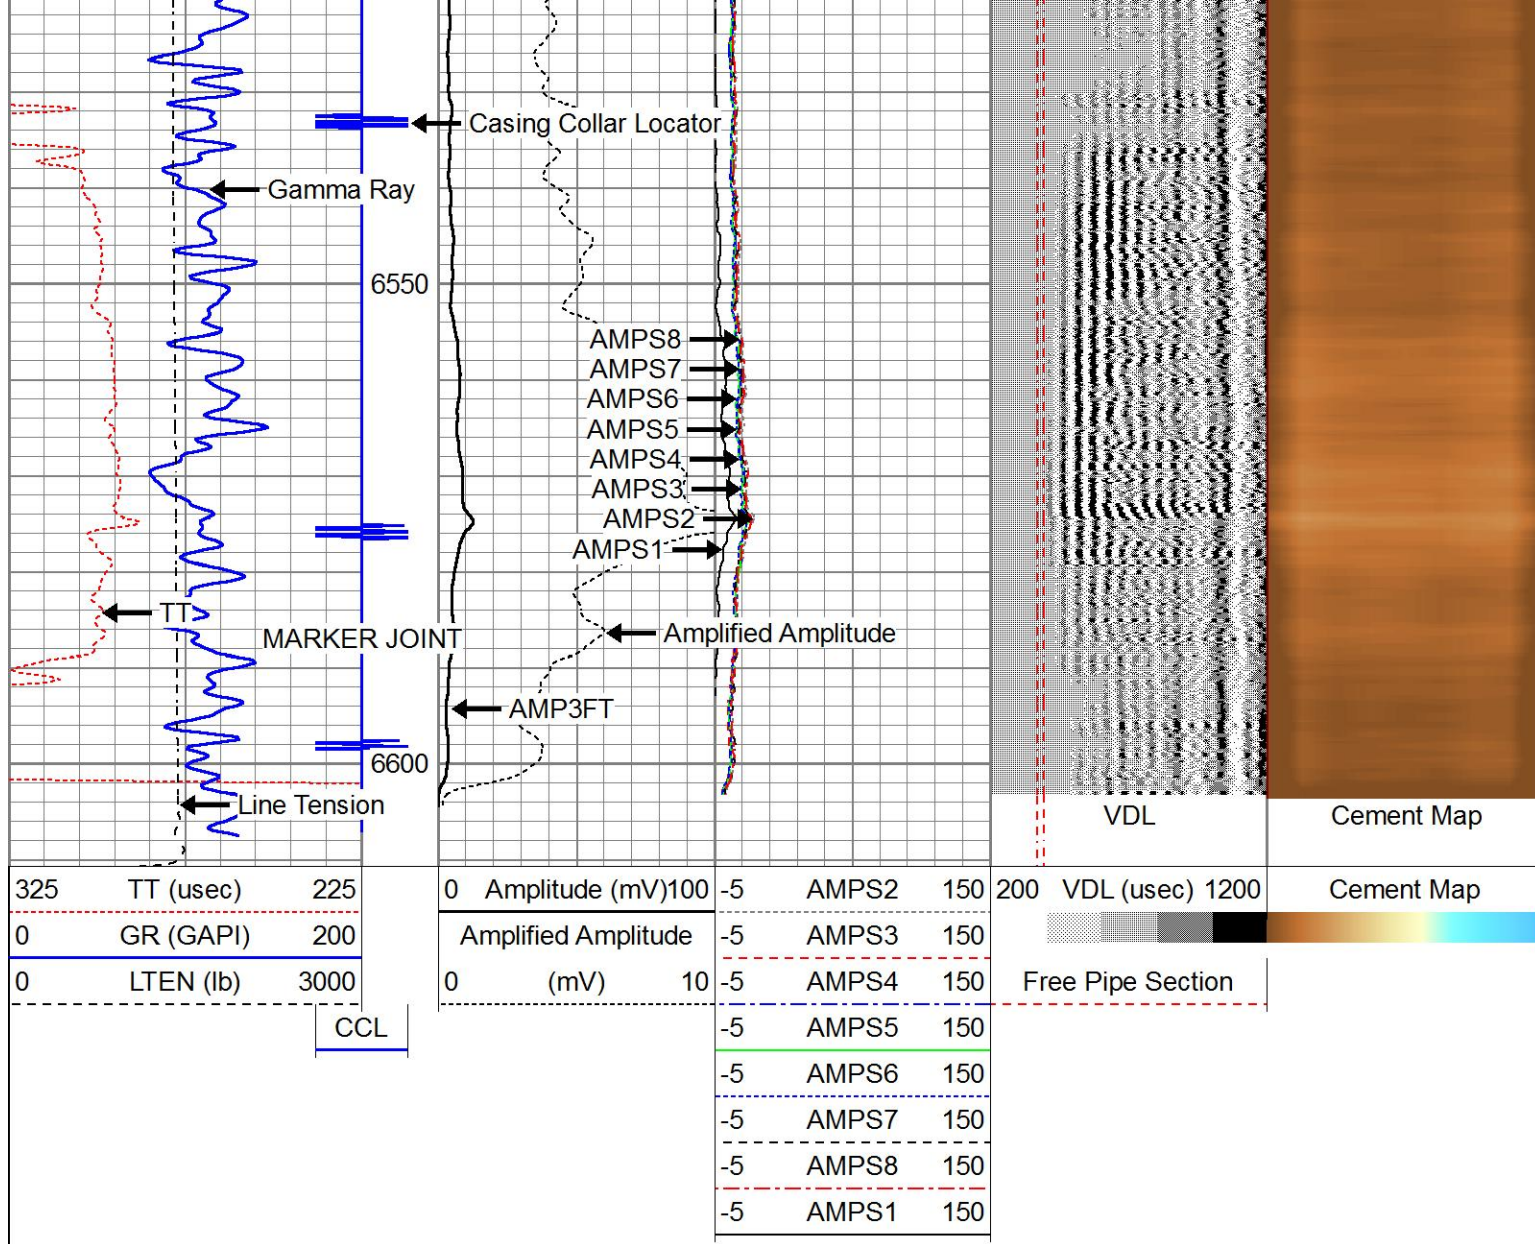 Casing Collar Locator
Gamma Ray
6550
AMPS8
AMPS7
AMPS6
AMPS5
AMPS4
AMPS3
AMPS2
AMPS1
TT
MARKER JOINT
Amplified Amplitude
AMP3FT
6600
Line Tension
VDL
Cement Map
325 TT (usec) 225
0 GR (GAPI) 200
0 LTEN (lb) 3000
CCL
0 Amplitude (mV) 100
Amplified Amplitude
0 (mV) 10
-5 AMPS2 150
-5 AMPS3 150
-5 AMPS4 150
-5 AMPS5 150
-5 AMPS6 150
-5 AMPS7 150
-5 AMPS8 150
-5 AMPS1 150
200 VDL (usec) 1200
Free Pipe Section
Cement Map